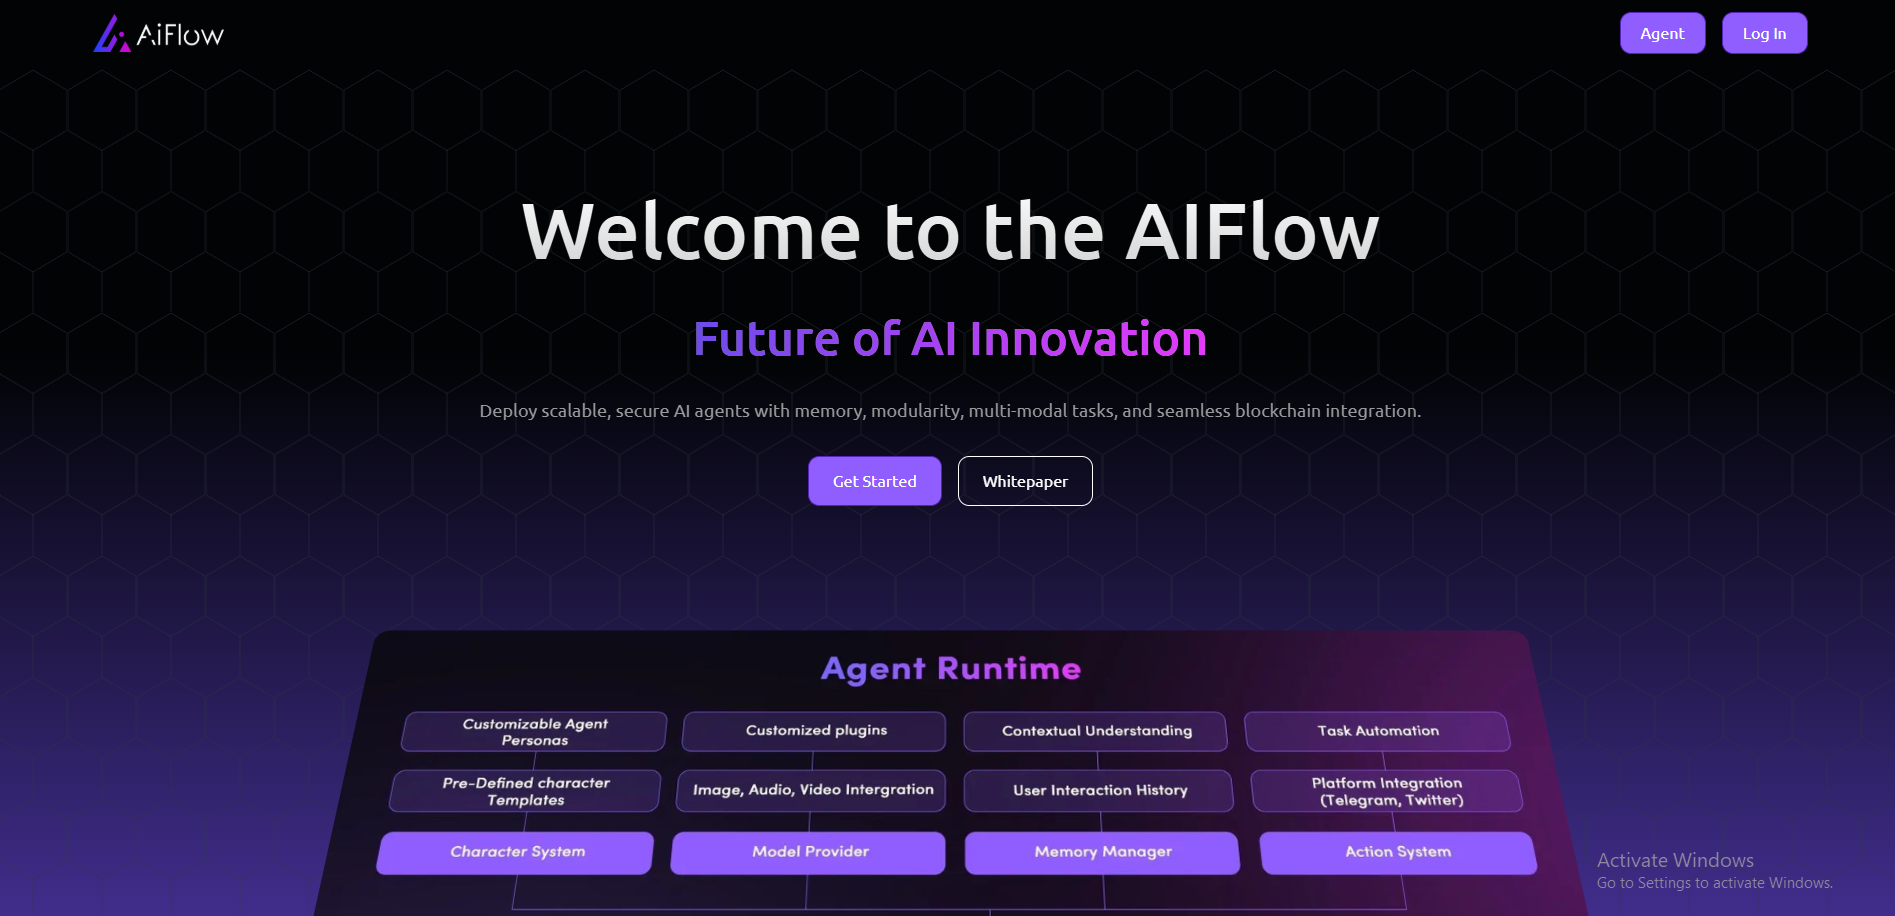 AiFlow
Agent
Log In
Welcome to the AIFlow
Future of AI Innovation
Deploy scalable, secure AI agents with memory, modularity, multi-modal tasks, and seamless blockchain integration.
Get Started
Whitepaper
Agent Runtime
Customizable Agent
Personas
Customized plugins
Contextual Understanding
Task Automation
Pre-Defined character
Templates
Image, Audio, Video Intergration
User Interaction History
Platform Integration
(Telegram, Twitter)
Character System
Model Provider
Memory Manager
Action System
Activate Windows
Go to Settings to activate Windows.